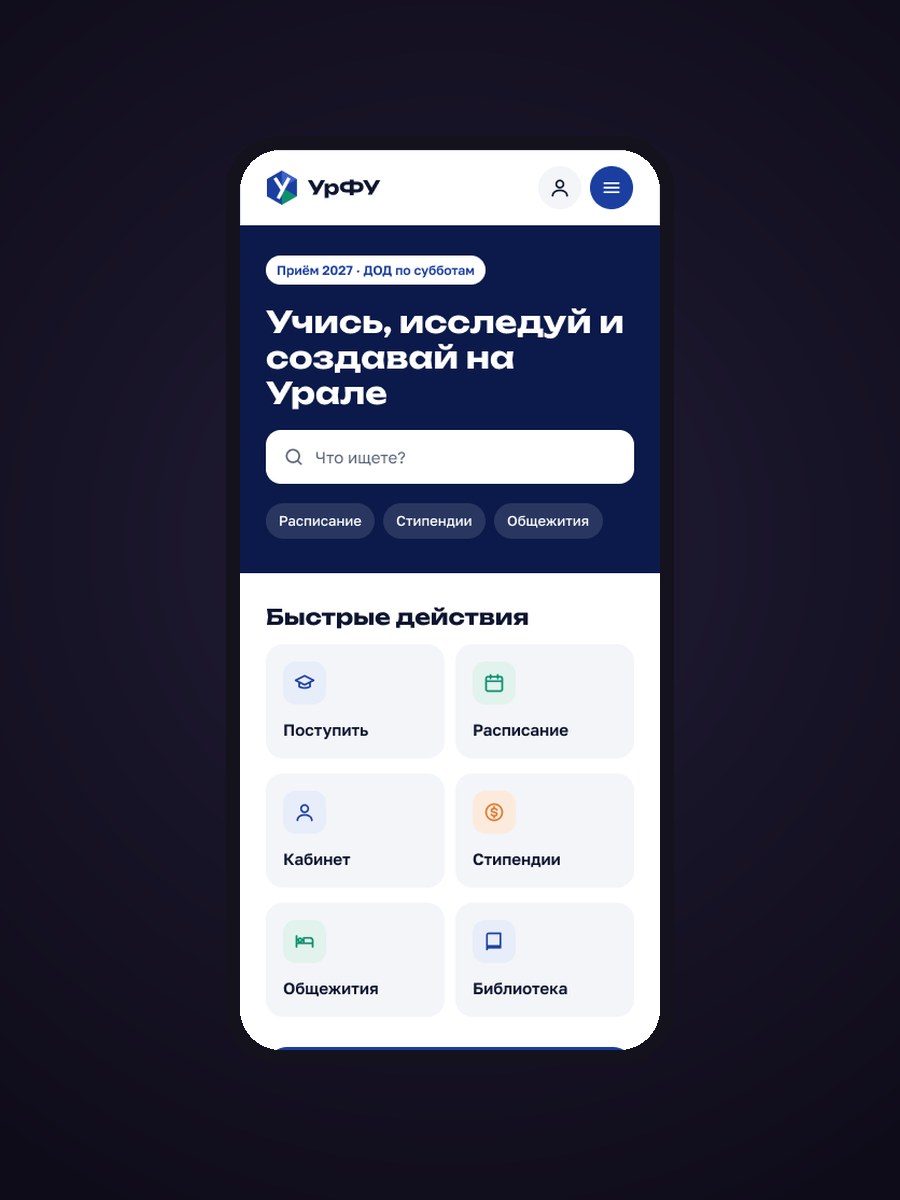 УрФУ
Приём 2027 · ДОД по субботам
Учись, исследуй и
создавай на
Урале
Что ищете?
Расписание Стипендии Общежития
Быстрые действия
Поступить Расписание
Кабинет Стипендии
Общежития Библиотека